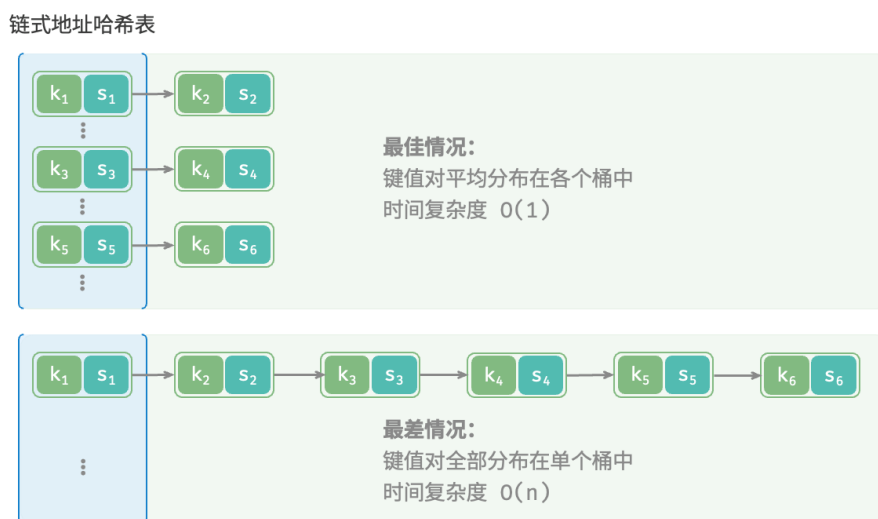 链式地址哈希表
k₁ s₁ k₂ s₂
k₃ s₃ k₄ s₄
k₅ s₅ k₆ s₆
最佳情况：
键值对平均分布在各个桶中
时间复杂度 O(1)
k₁ s₁ k₂ s₂ k₃ s₃ k₄ s₄ k₅ s₅ k₆ s₆
最差情况：
键值对全部分布在单个桶中
时间复杂度 O(n)